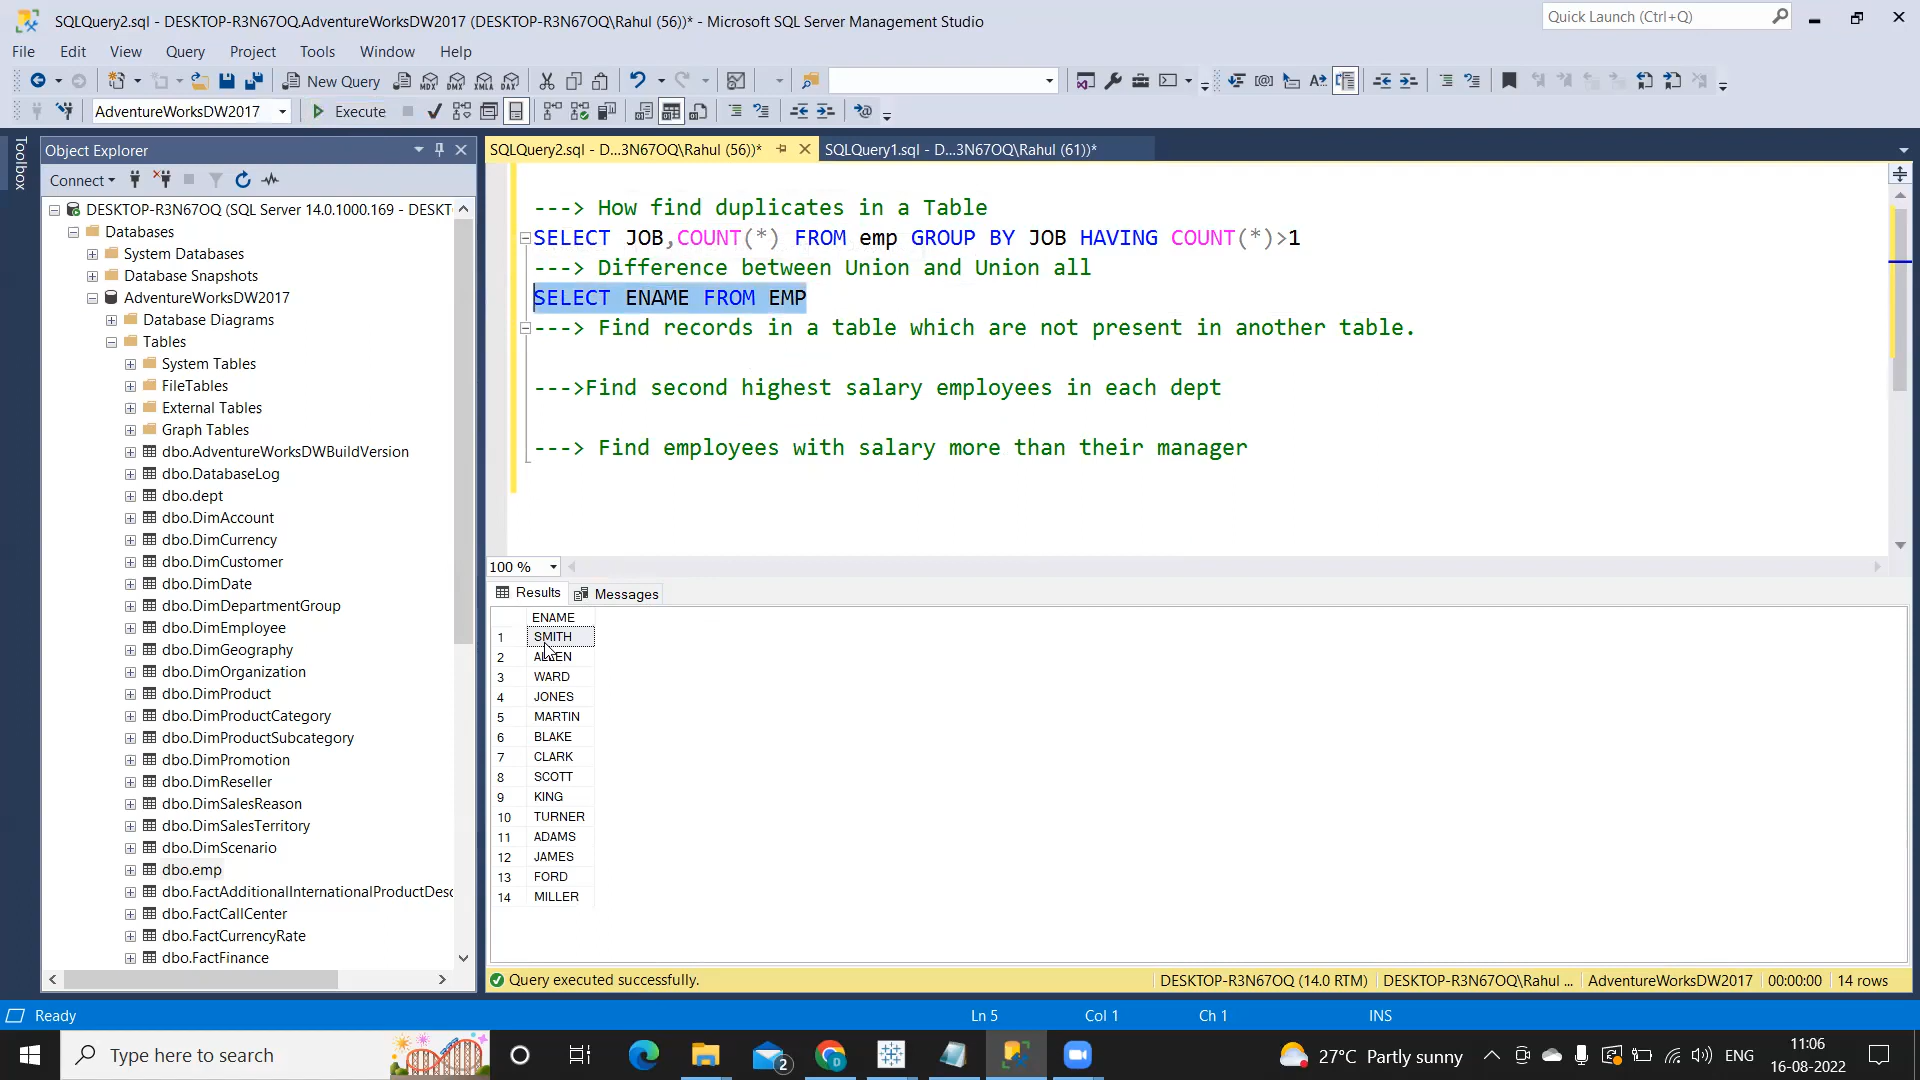 SQLQuery2.sql - DESKTOP-R3N67OQ.AdventureWorksDW2017 (DESKTOP-R3N67OQ\Rahul (56))* - Microsoft SQL Server Management Studio
Quick Launch (Ctrl+Q)
File Edit View Query Project Tools Window Help
New Query
AdventureWorksDW2017
Execute
Toolbox
Object Explorer
Connect
DESKTOP-R3N67OQ (SQL Server 14.0.1000.169 - DESKT
Databases
System Databases
Database Snapshots
AdventureWorksDW2017
Database Diagrams
Tables
System Tables
FileTables
External Tables
Graph Tables
dbo.AdventureWorksDWBuildVersion
dbo.DatabaseLog
dbo.dept
dbo.DimAccount
dbo.DimCurrency
dbo.DimCustomer
dbo.DimDate
dbo.DimDepartmentGroup
dbo.DimEmployee
dbo.DimGeography
dbo.DimOrganization
dbo.DimProduct
dbo.DimProductCategory
dbo.DimProductSubcategory
dbo.DimPromotion
dbo.DimReseller
dbo.DimSalesReason
dbo.DimSalesTerritory
dbo.DimScenario
dbo.emp
dbo.FactAdditionalInternationalProductDesc
dbo.FactCallCenter
dbo.FactCurrencyRate
dbo.FactFinance
SQLQuery2.sql - D...3N67OQ\Rahul (56))*
SQLQuery1.sql - D...3N67OQ\Rahul (61))*
---> How find duplicates in a Table
SELECT JOB,COUNT(*) FROM emp GROUP BY JOB HAVING COUNT(*)>1
---> Difference between Union and Union all
SELECT ENAME FROM EMP
---> Find records in a table which are not present in another table.
--->Find second highest salary employees in each dept
---> Find employees with salary more than their manager
100 %
Results Messages
ENAME
1 SMITH
2 ALLEN
3 WARD
4 JONES
5 MARTIN
6 BLAKE
7 CLARK
8 SCOTT
9 KING
10 TURNER
11 ADAMS
12 JAMES
13 FORD
14 MILLER
Query executed successfully.
DESKTOP-R3N67OQ (14.0 RTM) DESKTOP-R3N67OQ\Rahul ... AdventureWorksDW2017 00:00:00 14 rows
Ready
Ln 5 Col 1 Ch 1 INS
Type here to search
2
27°C Partly sunny
ENG
11:06
16-08-2022